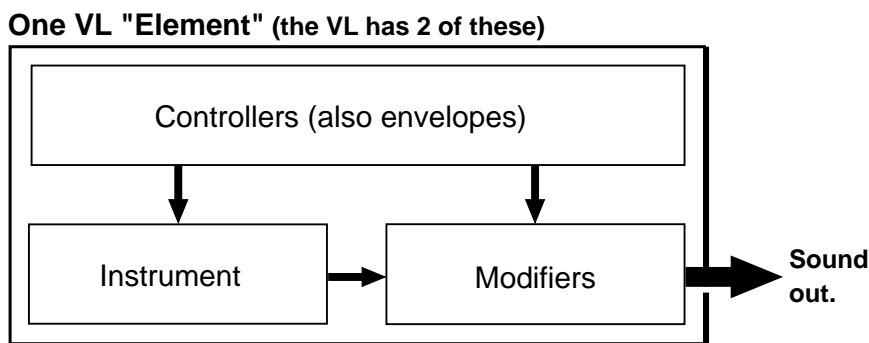 One VL "Element" (the VL has 2 of these)
Controllers (also envelopes)
Instrument
Modifiers
Sound
out.